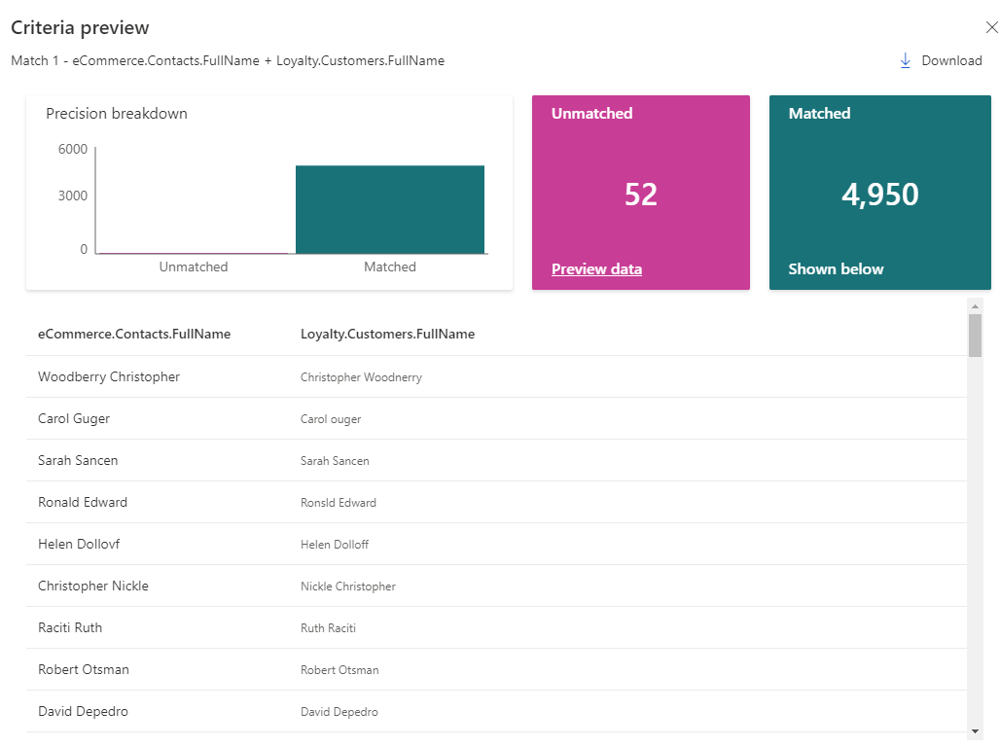 Criteria preview
Match 1 - eCommerce.Contacts.FullName + Loyalty.Customers.FullName
Download
Precision breakdown
6000
3000
0
Unmatched Matched
Unmatched
52
Preview data
Matched
4,950
Shown below
eCommerce.Contacts.FullName Loyalty.Customers.FullName
Woodberry Christopher Christopher Woodnerry
Carol Guger Carol ouger
Sarah Sancen Sarah Sancen
Ronald Edward Ronsld Edward
Helen Dollovf Helen Dolloff
Christopher Nickle Nickle Christopher
Raciti Ruth Ruth Raciti
Robert Otsman Robert Otsman
David Depedro David Depedro